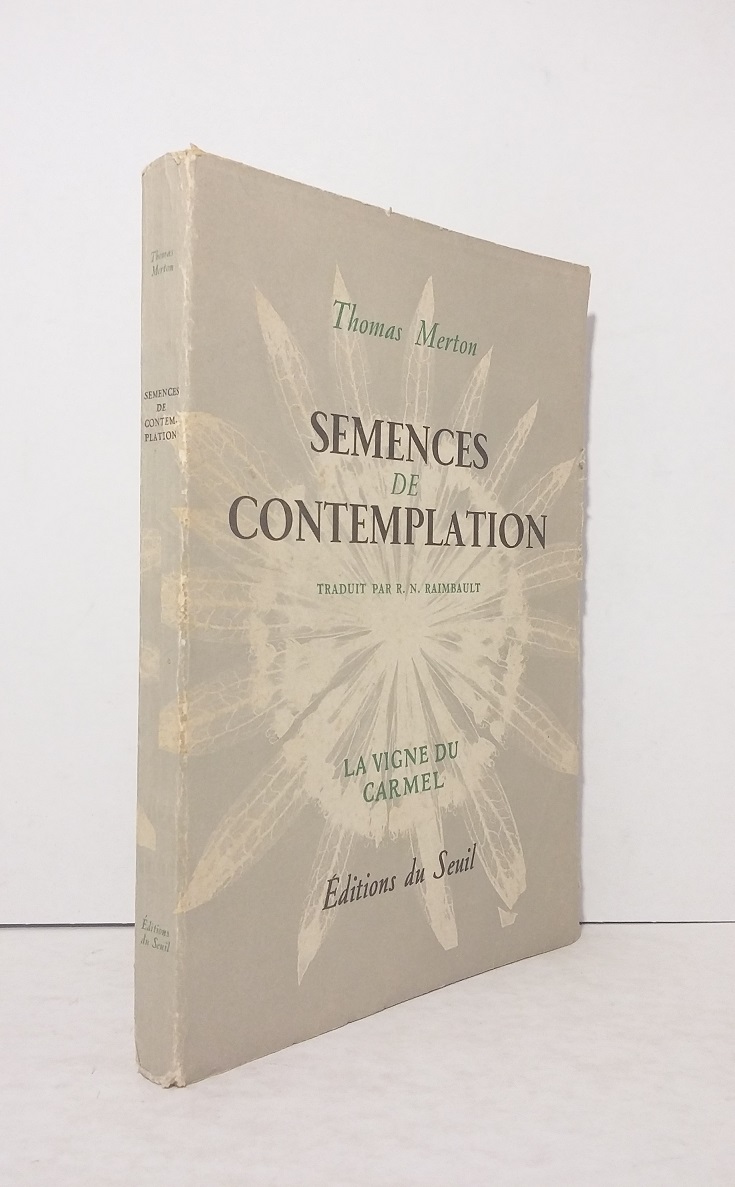 Thomas
Merton
SEMENCES
DE
CONTEM-
PLATION
Éditions
du Seuil
Thomas Merton
SEMENCES
DE
CONTEMPLATION
TRADUIT PAR R. N. RAIMBAULT
LA VIGNE DU
CARMEL
Éditions du Seuil